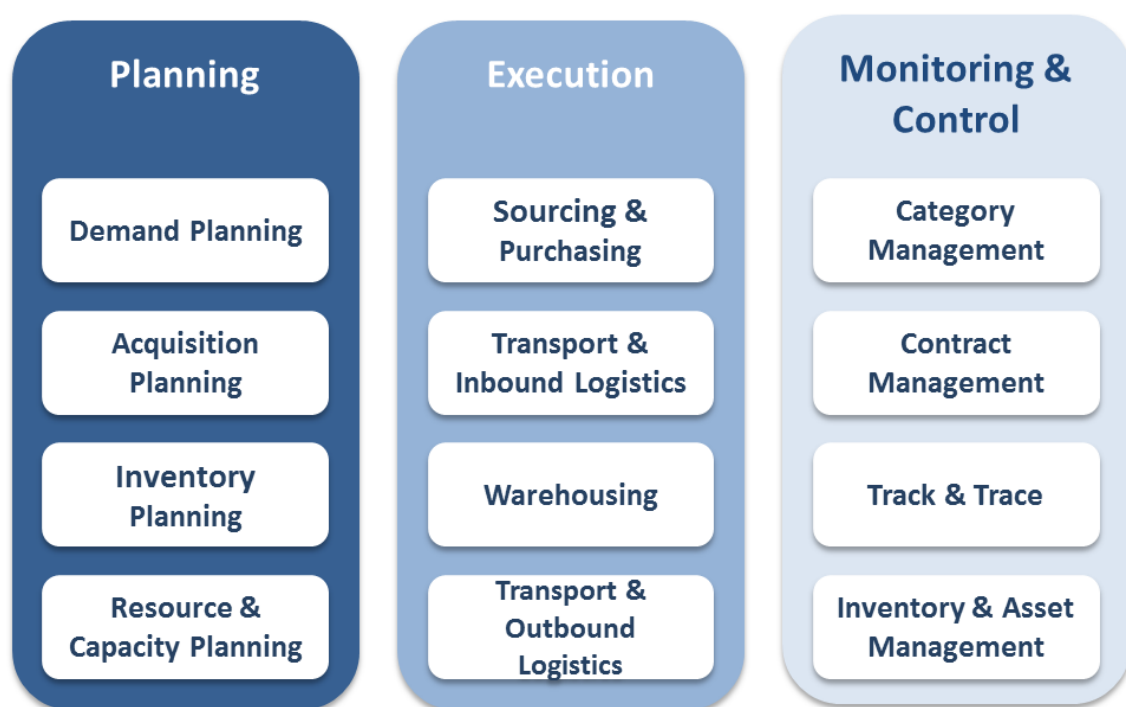 Planning
Demand Planning
Acquisition
Planning
Inventory
Planning
Resource &
Capacity Planning
Execution
Sourcing &
Purchasing
Transport &
Inbound Logistics
Warehousing
Transport &
Outbound
Logistics
Monitoring &
Control
Category
Management
Contract
Management
Track & Trace
Inventory & Asset
Management